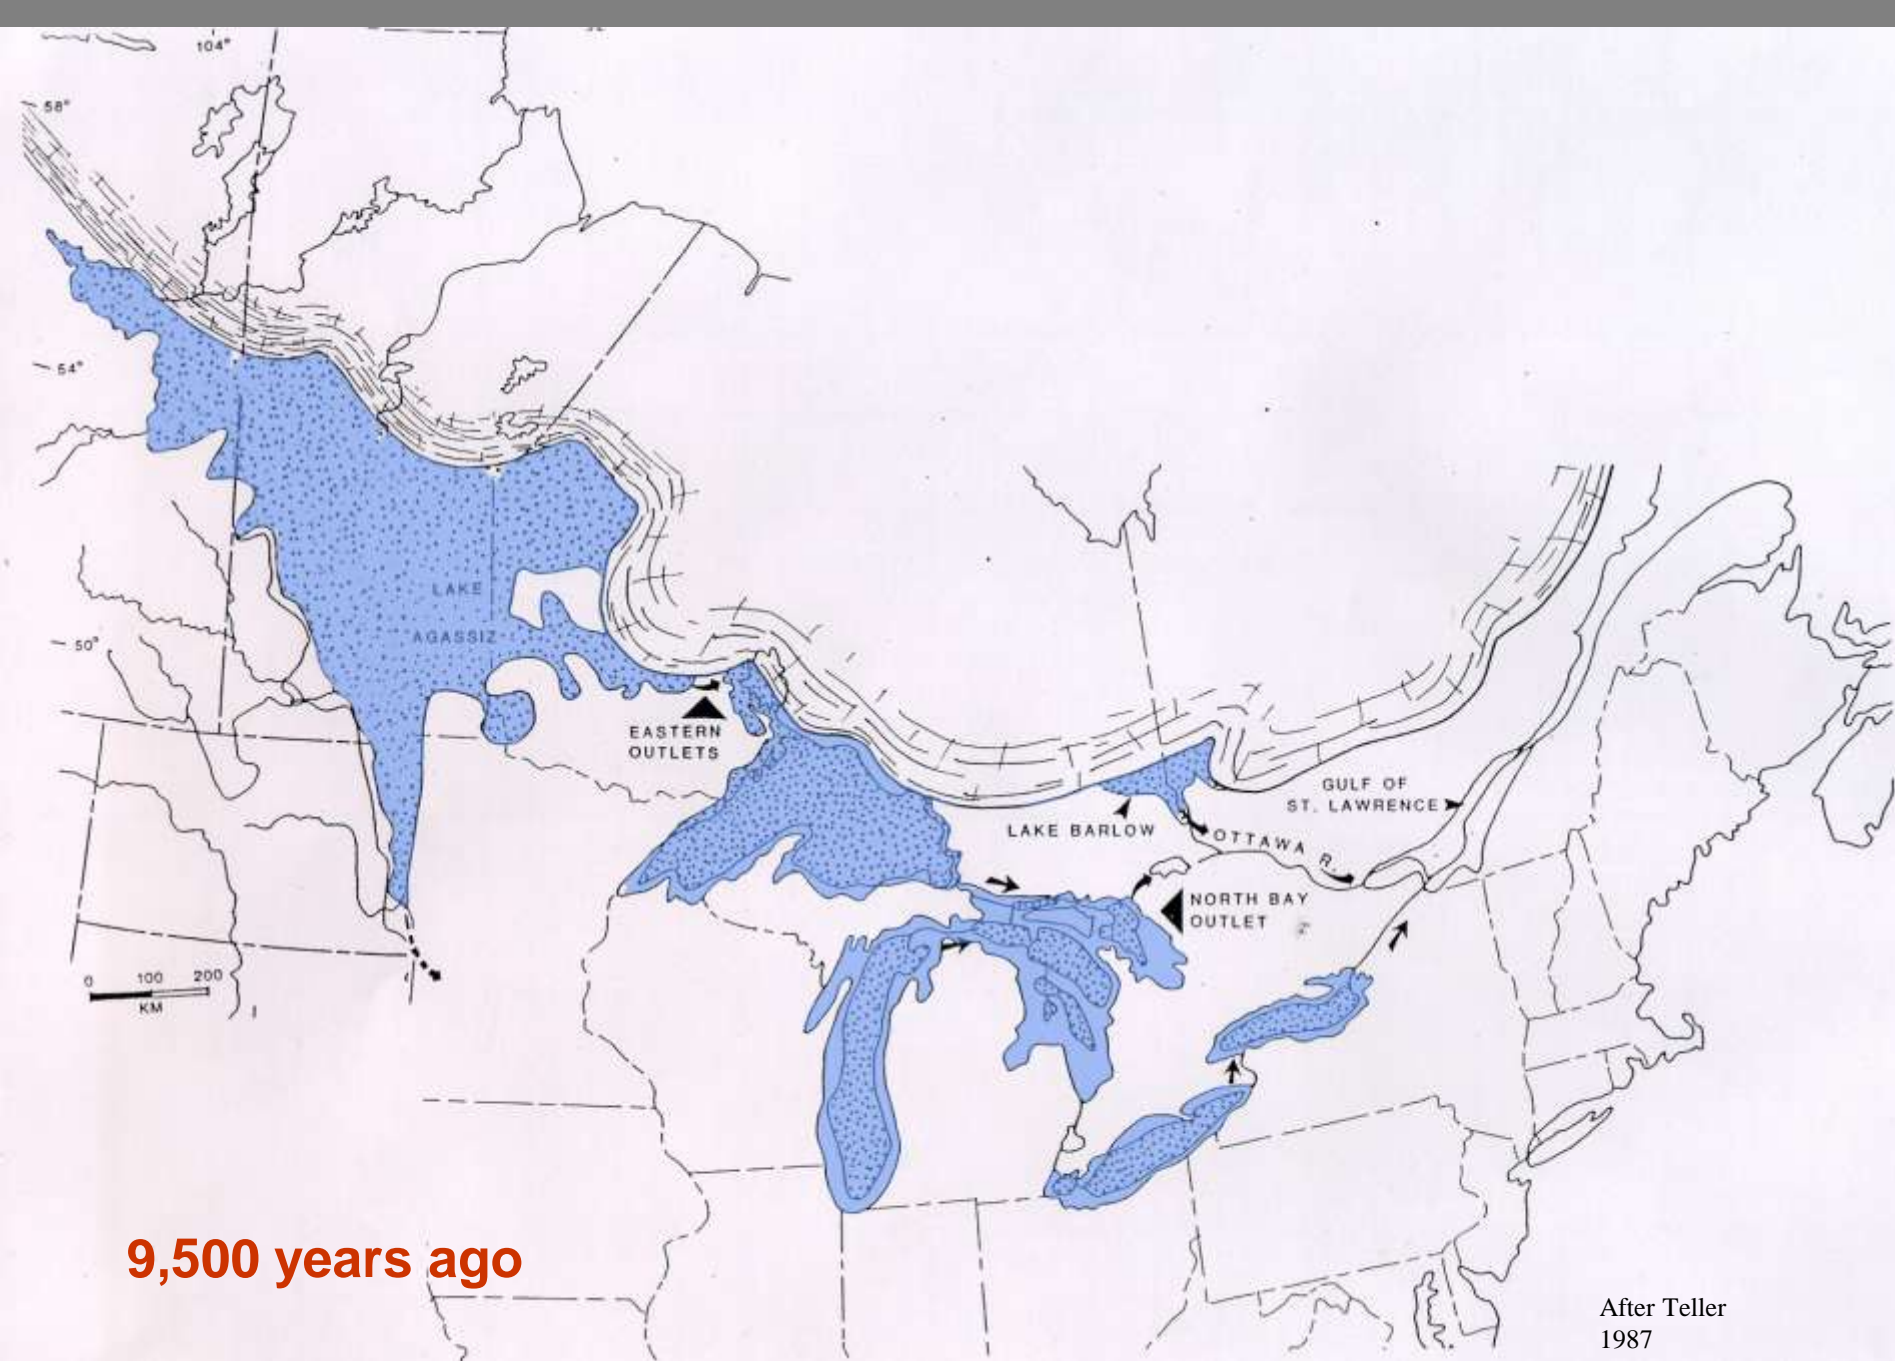 104°
58°
54°
LAKE
AGASSIZ
50°
EASTERN
OUTLETS
GULF OF
ST. LAWRENCE
LAKE BARLOW
OTTAWA R.
NORTH BAY
OUTLET
0 100 200
KM
9,500 years ago
After Teller
1987